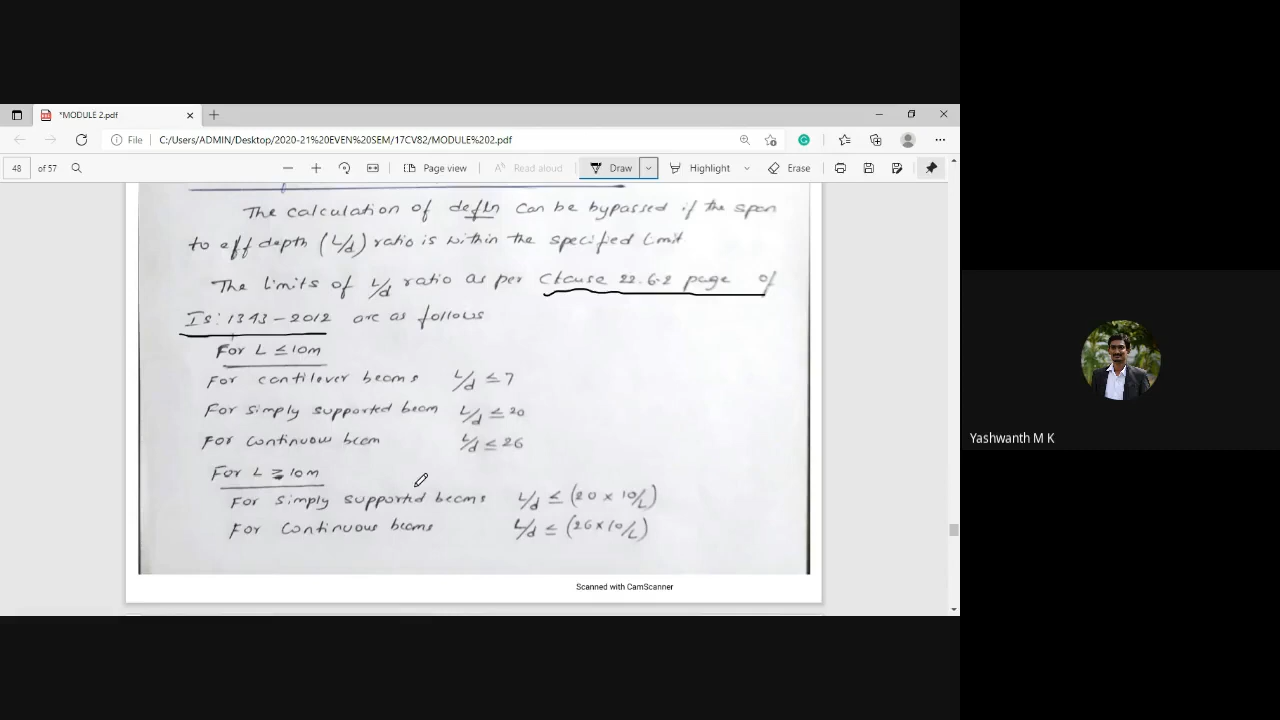 *MODULE 2.pdf
File C:/Users/ADMIN/Desktop/2020-21%20EVEN%20SEM/17CV82/MODULE%202.pdf
48 of 57 Page view Read aloud Draw Highlight Erase
The calculation of defln can be bypassed if the span
to eff depth (L/d) ratio is within the specified limit
The limits of L/d ratio as per Clause 22.6.2 page of
IS:1343-2012 are as follows
For L ≤ 10m
For cantilever beams L/d ≤ 7
For simply supported beam L/d ≤ 20
For continuous beam L/d ≤ 26
For L ≥ 10m
For simply supported beams L/d ≤ (20 × 10/L)
For continuous beams L/d ≤ (26 × 10/L)
Scanned with CamScanner
Yashwanth M K